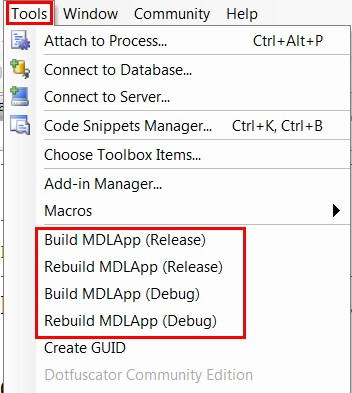 Tools Window Community Help
Attach to Process... Ctrl+Alt+P
Connect to Database...
Connect to Server...
Code Snippets Manager... Ctrl+K, Ctrl+B
Choose Toolbox Items...
Add-in Manager...
Macros
Build MDLApp (Release)
Rebuild MDLApp (Release)
Build MDLApp (Debug)
Rebuild MDLApp (Debug)
Create GUID
Dotfuscator Community Edition